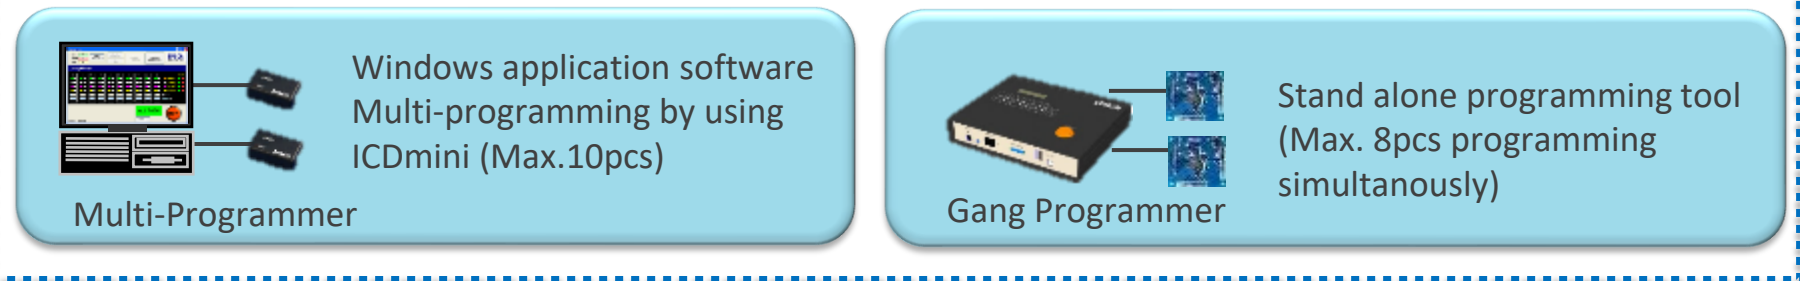 Windows application software
Multi-programming by using
ICDmini (Max.10pcs)
Multi-Programmer
Stand alone programming tool
(Max. 8pcs programming
simultanously)
Gang Programmer